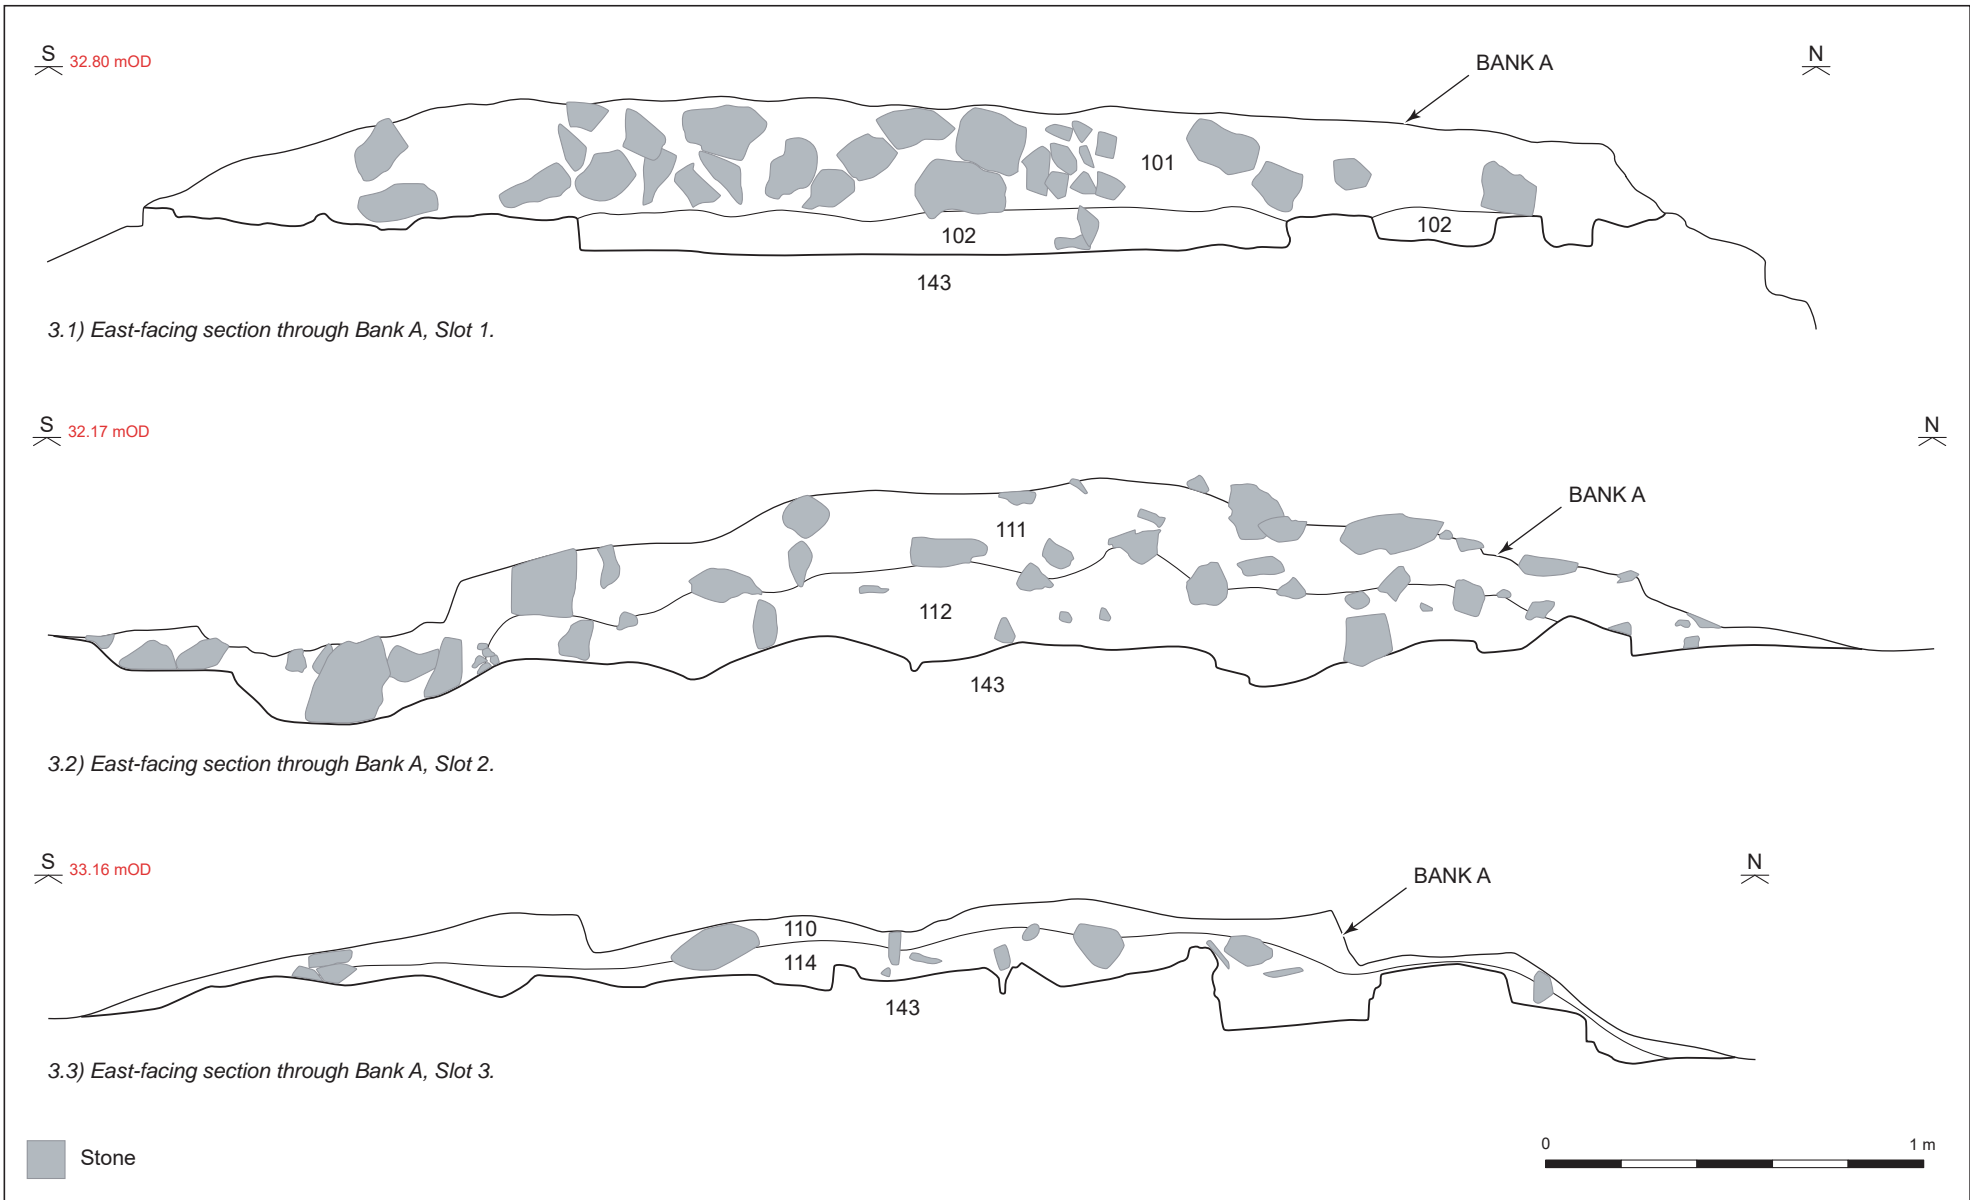 S 32.80 mOD
N
BANK A
101
102
102
143
3.1) East-facing section through Bank A, Slot 1.
S 32.17 mOD
N
BANK A
111
112
143
3.2) East-facing section through Bank A, Slot 2.
S 33.16 mOD
N
BANK A
110
114
143
3.3) East-facing section through Bank A, Slot 3.
Stone
0 1 m